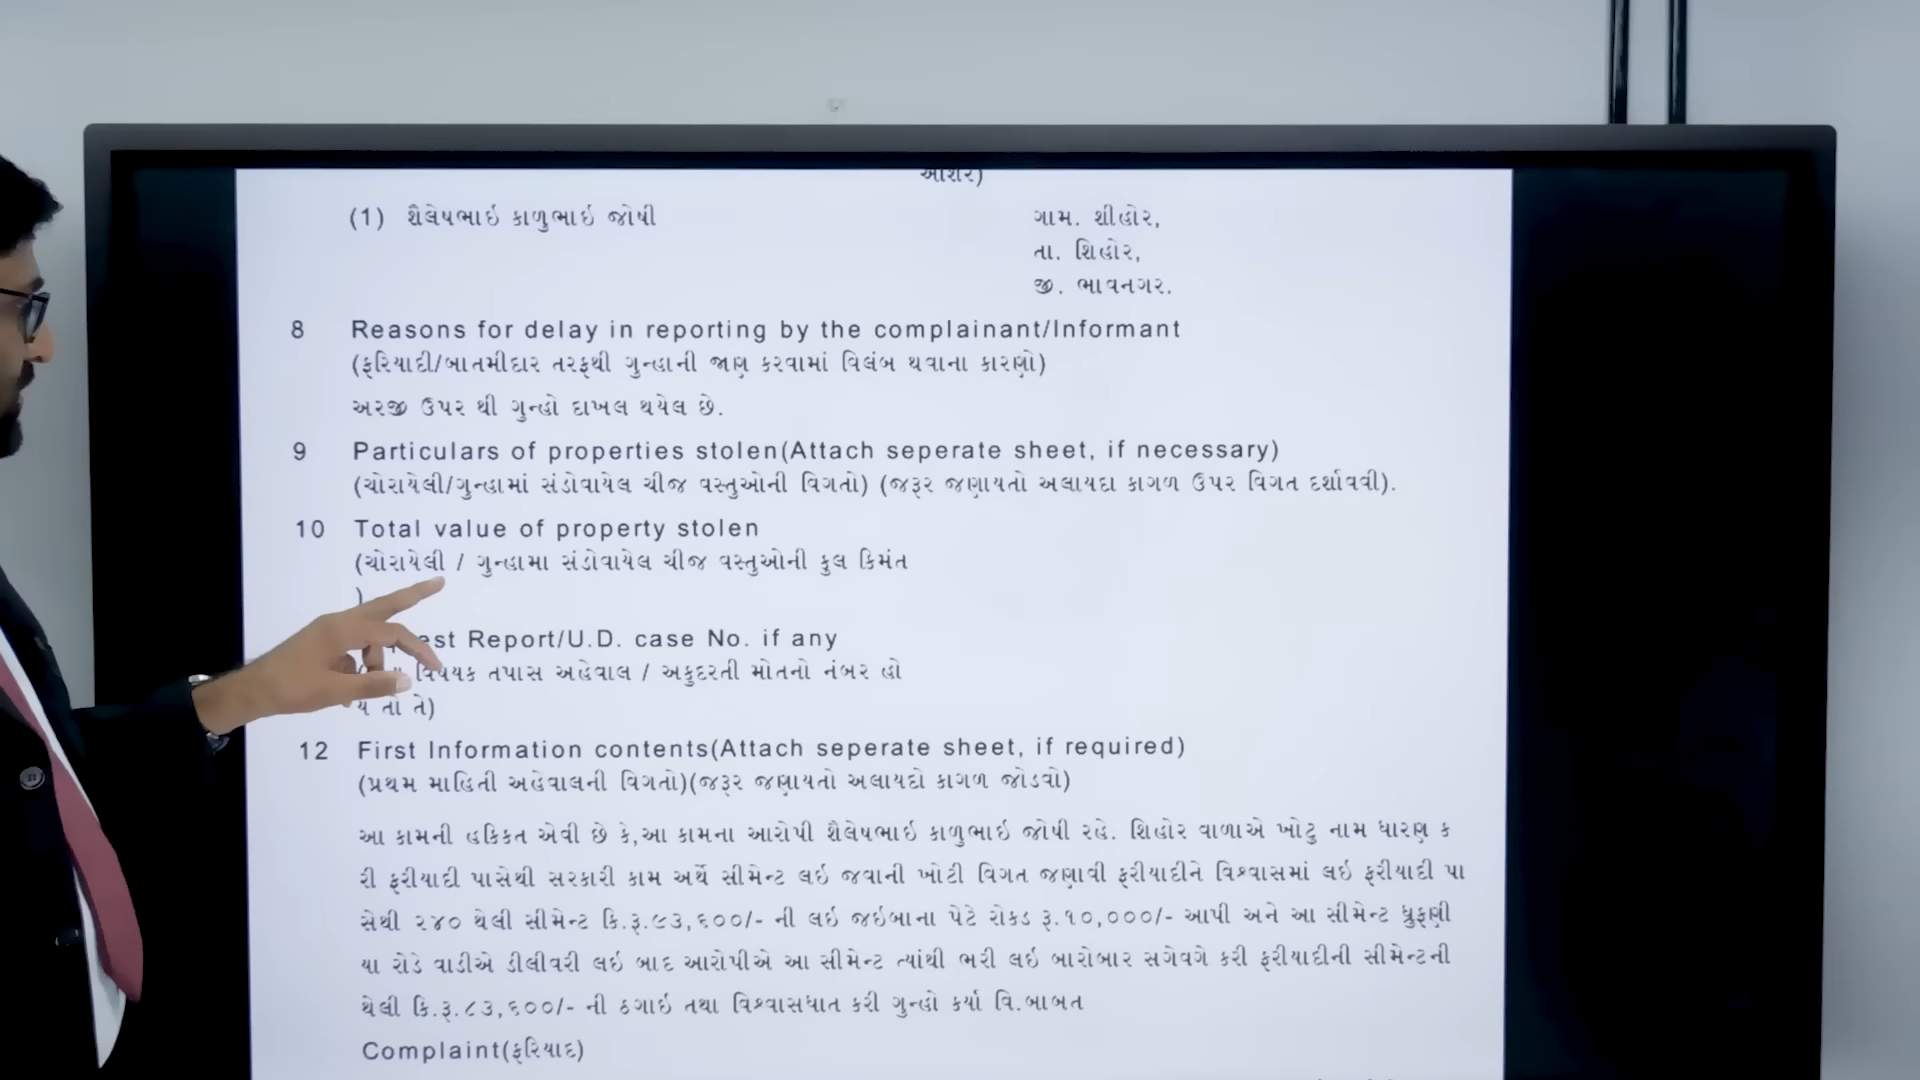 (1) શૈલેષભાઇ કાળુભાઇ જોષી
ગામ. શીહોર,
તા. શિહોર,
જી. ભાવનગર.
8 Reasons for delay in reporting by the complainant/Informant
(ફરિયાદી/બાતમીદાર તરફથી ગુન્હાની જાણ કરવામાં વિલંબ થવાના કારણો)
અરજી ઉપર થી ગુન્હો દાખલ થયેલ છે.
9 Particulars of properties stolen(Attach seperate sheet, if necessary)
(ચોરાયેલી/ગુન્હામાં સંડોવાયેલ ચીજ વસ્તુઓની વિગતો) (જરૂર જણાયતો અલાયદા કાગળ ઉપર વિગત દર્શાવવી).
10 Total value of property stolen
(ચોરાયેલી / ગુન્હામા સંડોવાયેલ ચીજ વસ્તુઓની કુલ કિમંત
)
Report/U.D. case No. if any
વિષયક તપાસ અહેવાલ / અકુદરતી મોતનો નંબર હો
ય તો તે)
12 First Information contents(Attach seperate sheet, if required)
(પ્રથમ માહિતી અહેવાલની વિગતો)(જરૂર જણાયતો અલાયદો કાગળ જોડવો)
આ કામની હકિકત એવી છે કે,આ કામના આરોપી શૈલેષભાઇ કાળુભાઇ જોષી રહે. શિહોર વાળાએ ખોટુ નામ ધારણ ક
રી ફરીયાદી પાસેથી સરકારી કામ અર્થે સીમેન્ટ લઇ જવાની ખોટી વિગત જણાવી ફરીયાદીને વિશ્વાસમાં લઇ ફરીયાદી પા
સેથી ૨૪૦ થેલી સીમેન્ટ કિ.રૂ.૯૩,૬૦૦/- ની લઇ જઇબાના પેટે રોકડ રૂ.૧૦,૦૦૦/- આપી અને આ સીમેન્ટ ધ્રુફણી
યા રોડે વાડીએ ડીલીવરી લઇ બાદ આરોપીએ આ સીમેન્ટ ત્યાંથી ભરી લઇ બારોબાર સગેવગે કરી ફરીયાદીની સીમેન્ટની
થેલી કિ.રૂ.૮૩,૬૦૦/- ની ઠગાઇ તથા વિશ્વાસઘાત કરી ગુન્હો કર્યા વિ.બાબત
Complaint(ફરિયાદ)